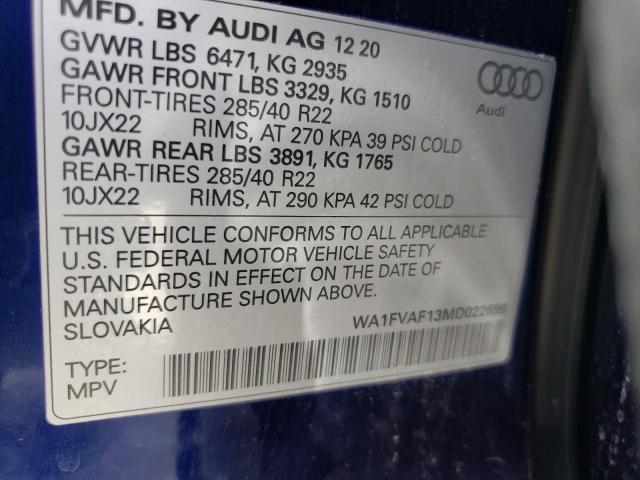 MFD. BY AUDI AG 12 20
GVWR LBS 6471, KG 2935
GAWR FRONT LBS 3329, KG 1510
FRONT-TIRES 285/40 R22
10JX22 RIMS, AT 270 KPA 39 PSI COLD
GAWR REAR LBS 3891, KG 1765
REAR-TIRES 285/40 R22
10JX22 RIMS, AT 290 KPA 42 PSI COLD
Audi
THIS VEHICLE CONFORMS TO ALL APPLICABLE
U.S. FEDERAL MOTOR VEHICLE SAFETY
STANDARDS IN EFFECT ON THE DATE OF
MANUFACTURE SHOWN ABOVE.
SLOVAKIA
WA1FVAF13MD022696
TYPE:
MPV